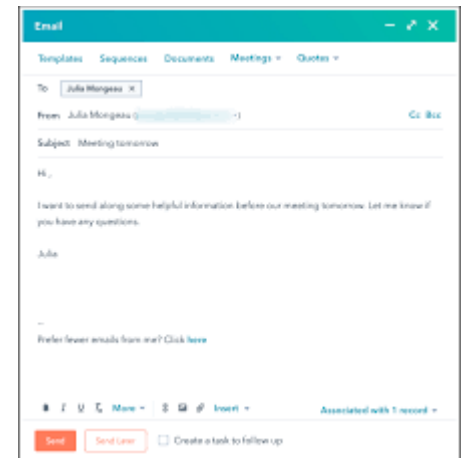 Email
Templates Sequences Documents Meetings Quotes
To Julia Mongeau ×
From Julia Mongeau Cc Bcc
Subject Meeting tomorrow
Hi ,
I want to send along some helpful information before our meeting tomorrow. Let me know if
you have any questions.
Julia
--
Prefer fewer emails from me? Click here
B I U Tx More Insert Associated with 1 record
Send Send Later Create a task to follow up